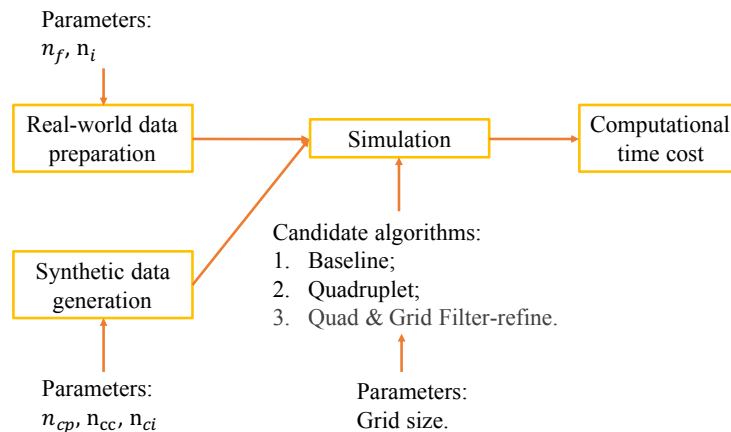 Parameters:
n_f, n_i
Real-world data
preparation
Simulation
Computational
time cost
Candidate algorithms:
1. Baseline;
2. Quadruplet;
3. Quad & Grid Filter-refine.
Synthetic data
generation
Parameters:
n_cp, n_cc, n_ci
Parameters:
Grid size.